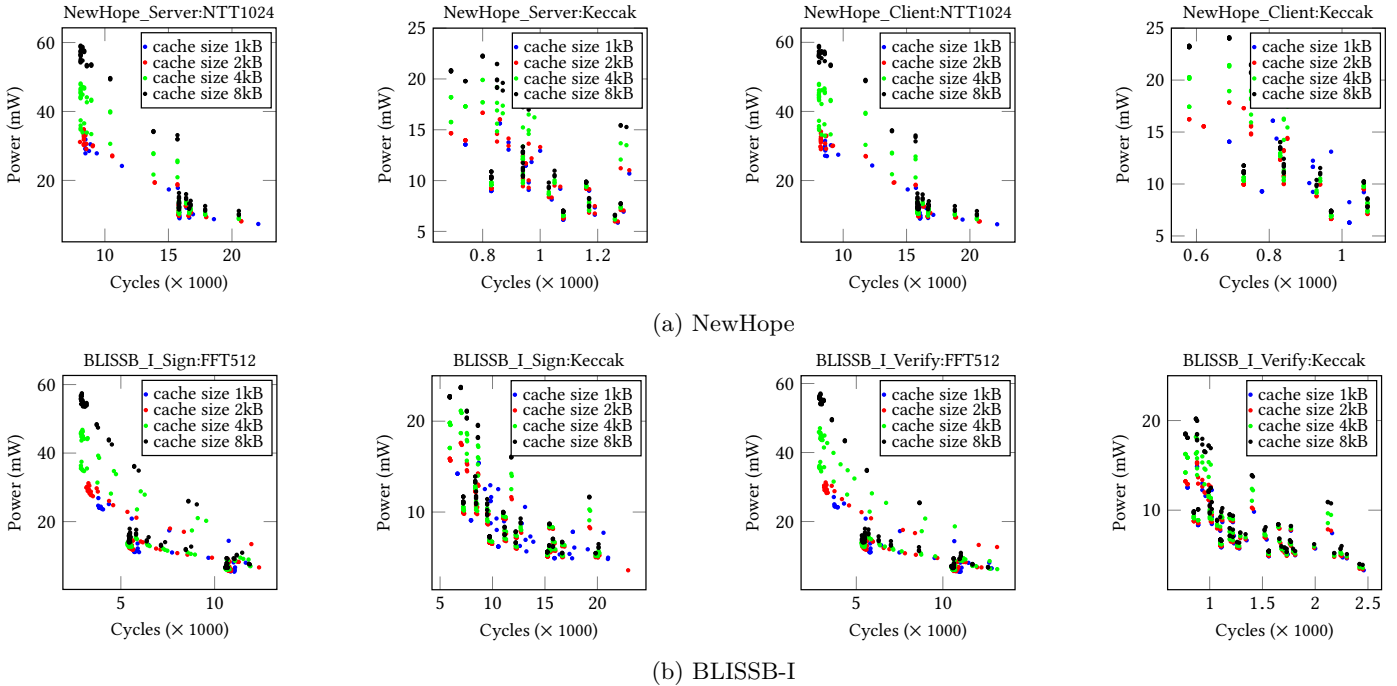 NewHope_Server:NTT1024
60
40
20
Power (mW)
cache size 1kB
cache size 2kB
cache size 4kB
cache size 8kB
10 15 20
Cycles (× 1000)
NewHope_Server:Keccak
25
20
15
10
5
Power (mW)
cache size 1kB
cache size 2kB
cache size 4kB
cache size 8kB
0.8 1 1.2
Cycles (× 1000)
NewHope_Client:NTT1024
60
40
20
Power (mW)
cache size 1kB
cache size 2kB
cache size 4kB
cache size 8kB
10 15 20
Cycles (× 1000)
NewHope_Client:Keccak
25
20
15
10
5
Power (mW)
cache size 1kB
cache size 2kB
cache size 4kB
cache size 8kB
0.6 0.8 1
Cycles (× 1000)
(a) NewHope
BLISSB_I_Sign:FFT512
60
40
20
Power (mW)
cache size 1kB
cache size 2kB
cache size 4kB
cache size 8kB
5 10
Cycles (× 1000)
BLISSB_I_Sign:Keccak
20
10
Power (mW)
cache size 1kB
cache size 2kB
cache size 4kB
cache size 8kB
5 10 15 20
Cycles (× 1000)
BLISSB_I_Verify:FFT512
60
40
20
Power (mW)
cache size 1kB
cache size 2kB
cache size 4kB
cache size 8kB
5 10
Cycles (× 1000)
BLISSB_I_Verify:Keccak
20
10
Power (mW)
cache size 1kB
cache size 2kB
cache size 4kB
cache size 8kB
1 1.5 2 2.5
Cycles (× 1000)
(b) BLISSB-I